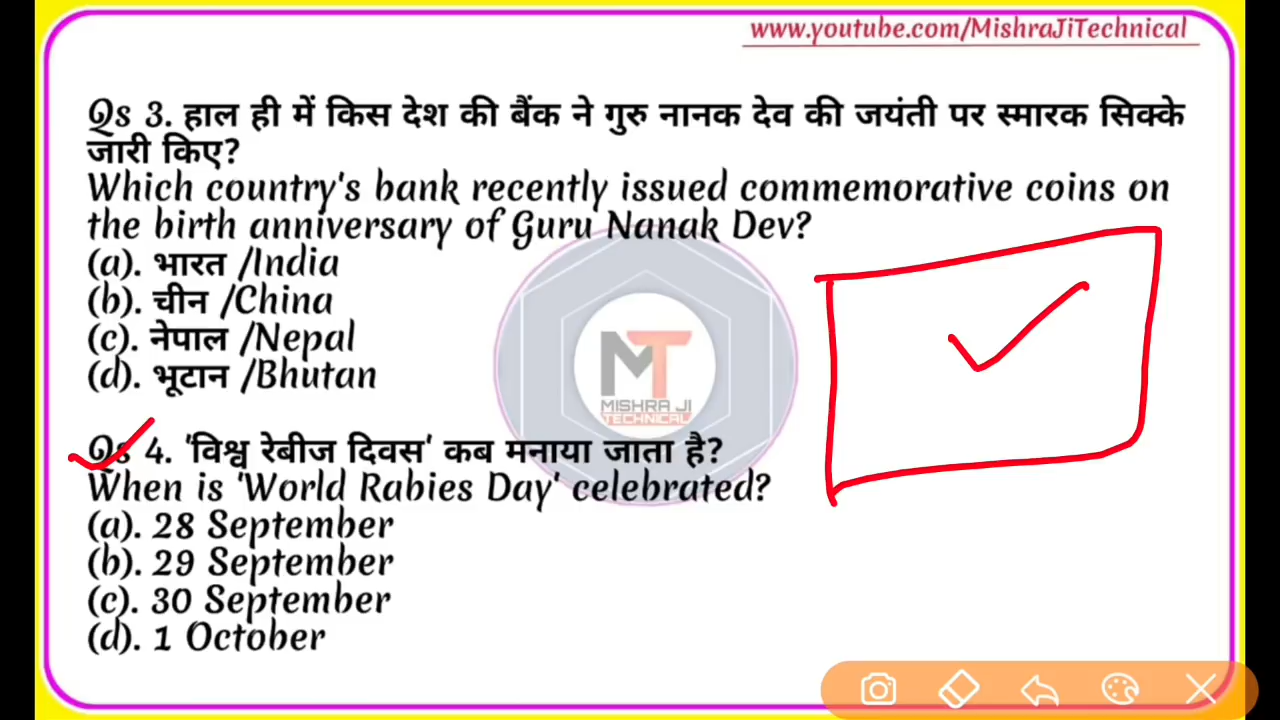 www.youtube.com/MishraJiTechnical
Qs 3. हाल ही में किस देश की बैंक ने गुरु नानक देव की जयंती पर स्मारक सिक्के
जारी किए?
Which country's bank recently issued commemorative coins on
the birth anniversary of Guru Nanak Dev?
(a). भारत /India
(b). चीन /China
(c). नेपाल /Nepal
(d). भूटान /Bhutan
MT
MISHRA JI
TECHNICAL
Qs 4. 'विश्व रेबीज दिवस' कब मनाया जाता है?
When is 'World Rabies Day' celebrated?
(a). 28 September
(b). 29 September
(c). 30 September
(d). 1 October